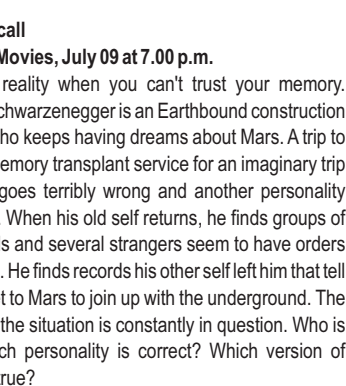 call
Movies, July 09 at 7.00 p.m.
reality when you can't trust your memory.
chwarzenegger is an Earthbound construction
ho keeps having dreams about Mars. A trip to
emory transplant service for an imaginary trip
goes terribly wrong and another personality
. When his old self returns, he finds groups of
ls and several strangers seem to have orders
. He finds records his other self left him that tell
et to Mars to join up with the underground. The
the situation is constantly in question. Who is
ch personality is correct? Which version of
true?